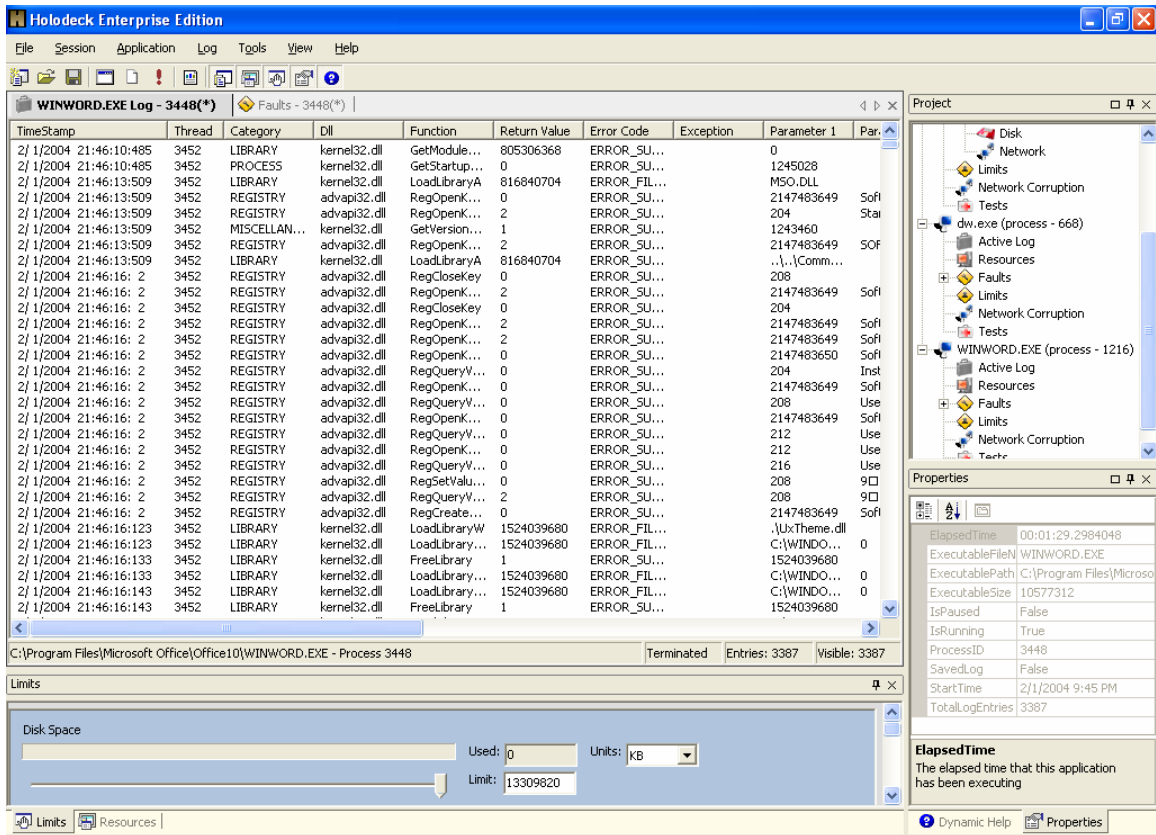 Holodeck Enterprise Edition
File Session Application Log Tools View Help
WINWORD.EXE Log - 3448(*) Faults - 3448(*)
TimeStamp Thread Category Dll Function Return Value Error Code Exception Parameter 1 Par
2/ 1/2004 21:46:10:485 3452 LIBRARY kernel32.dll GetModule... 805306368 ERROR_SU... 0
2/ 1/2004 21:46:10:485 3452 PROCESS kernel32.dll GetStartup... 0 ERROR_SU... 1245028
2/ 1/2004 21:46:13:509 3452 LIBRARY kernel32.dll LoadLibraryA 816840704 ERROR_FIL... MSO.DLL
2/ 1/2004 21:46:13:509 3452 REGISTRY advapi32.dll RegOpenK... 0 ERROR_SU... 2147483649 Soft
2/ 1/2004 21:46:13:509 3452 REGISTRY advapi32.dll RegOpenK... 2 ERROR_SU... 204 Star
2/ 1/2004 21:46:13:509 3452 MISCELLAN... kernel32.dll GetVersion... 1 ERROR_SU... 1243460
2/ 1/2004 21:46:13:509 3452 REGISTRY advapi32.dll RegOpenK... 2 ERROR_SU... 2147483649 SOF
2/ 1/2004 21:46:13:509 3452 LIBRARY kernel32.dll LoadLibraryA 816840704 ERROR_SU... ..\..\Comm...
2/ 1/2004 21:46:16: 2 3452 REGISTRY advapi32.dll RegCloseKey 0 ERROR_SU... 208
2/ 1/2004 21:46:16: 2 3452 REGISTRY advapi32.dll RegOpenK... 2 ERROR_SU... 2147483649 Soft
2/ 1/2004 21:46:16: 2 3452 REGISTRY advapi32.dll RegCloseKey 0 ERROR_SU... 204
2/ 1/2004 21:46:16: 2 3452 REGISTRY advapi32.dll RegOpenK... 2 ERROR_SU... 2147483649 Soft
2/ 1/2004 21:46:16: 2 3452 REGISTRY advapi32.dll RegOpenK... 2 ERROR_SU... 2147483649 Soft
2/ 1/2004 21:46:16: 2 3452 REGISTRY advapi32.dll RegOpenK... 0 ERROR_SU... 2147483650 Soft
2/ 1/2004 21:46:16: 2 3452 REGISTRY advapi32.dll RegQueryV... 0 ERROR_SU... 204 Inst
2/ 1/2004 21:46:16: 2 3452 REGISTRY advapi32.dll RegOpenK... 0 ERROR_SU... 2147483649 Soft
2/ 1/2004 21:46:16: 2 3452 REGISTRY advapi32.dll RegQueryV... 0 ERROR_SU... 208 Use
2/ 1/2004 21:46:16: 2 3452 REGISTRY advapi32.dll RegOpenK... 0 ERROR_SU... 2147483649 Soft
2/ 1/2004 21:46:16: 2 3452 REGISTRY advapi32.dll RegQueryV... 0 ERROR_SU... 212 Use
2/ 1/2004 21:46:16: 2 3452 REGISTRY advapi32.dll RegOpenK... 0 ERROR_SU... 212 Use
2/ 1/2004 21:46:16: 2 3452 REGISTRY advapi32.dll RegQueryV... 0 ERROR_SU... 216 Use
2/ 1/2004 21:46:16: 2 3452 REGISTRY advapi32.dll RegSetValu... 0 ERROR_SU... 208 9□
2/ 1/2004 21:46:16: 2 3452 REGISTRY advapi32.dll RegQueryV... 2 ERROR_SU... 208 9□
2/ 1/2004 21:46:16: 2 3452 REGISTRY advapi32.dll RegCreate... 0 ERROR_SU... 2147483649 Soft
2/ 1/2004 21:46:16:123 3452 LIBRARY kernel32.dll LoadLibraryW 1524039680 ERROR_FIL... .\UxTheme.dll
2/ 1/2004 21:46:16:123 3452 LIBRARY kernel32.dll LoadLibrary... 1524039680 ERROR_FIL... C:\WINDO... 0
2/ 1/2004 21:46:16:133 3452 LIBRARY kernel32.dll FreeLibrary 1 ERROR_SU... 1524039680
2/ 1/2004 21:46:16:133 3452 LIBRARY kernel32.dll LoadLibrary... 1524039680 ERROR_FIL... C:\WINDO... 0
2/ 1/2004 21:46:16:143 3452 LIBRARY kernel32.dll LoadLibrary... 1524039680 ERROR_FIL... C:\WINDO... 0
2/ 1/2004 21:46:16:143 3452 LIBRARY kernel32.dll FreeLibrary 1 ERROR_SU... 1524039680
C:\Program Files\Microsoft Office\Office10\WINWORD.EXE - Process 3448 Terminated Entries: 3387 Visible: 3387
Limits
Disk Space
Used: 0 Units: KB
Limit: 13309820
Limits Resources
Project
Disk
Network
Limits
Network Corruption
Tests
dw.exe (process - 668)
Active Log
Resources
Faults
Limits
Network Corruption
Tests
WINWORD.EXE (process - 1216)
Active Log
Resources
Faults
Limits
Network Corruption
Tests
Properties
ElapsedTime 00:01:29.2984048
ExecutableFileN WINWORD.EXE
ExecutablePath C:\Program Files\Microso
ExecutableSize 10577312
IsPaused False
IsRunning True
ProcessID 3448
SavedLog False
StartTime 2/1/2004 9:45 PM
TotalLogEntries 3387
ElapsedTime
The elapsed time that this application
has been executing
Dynamic Help Properties